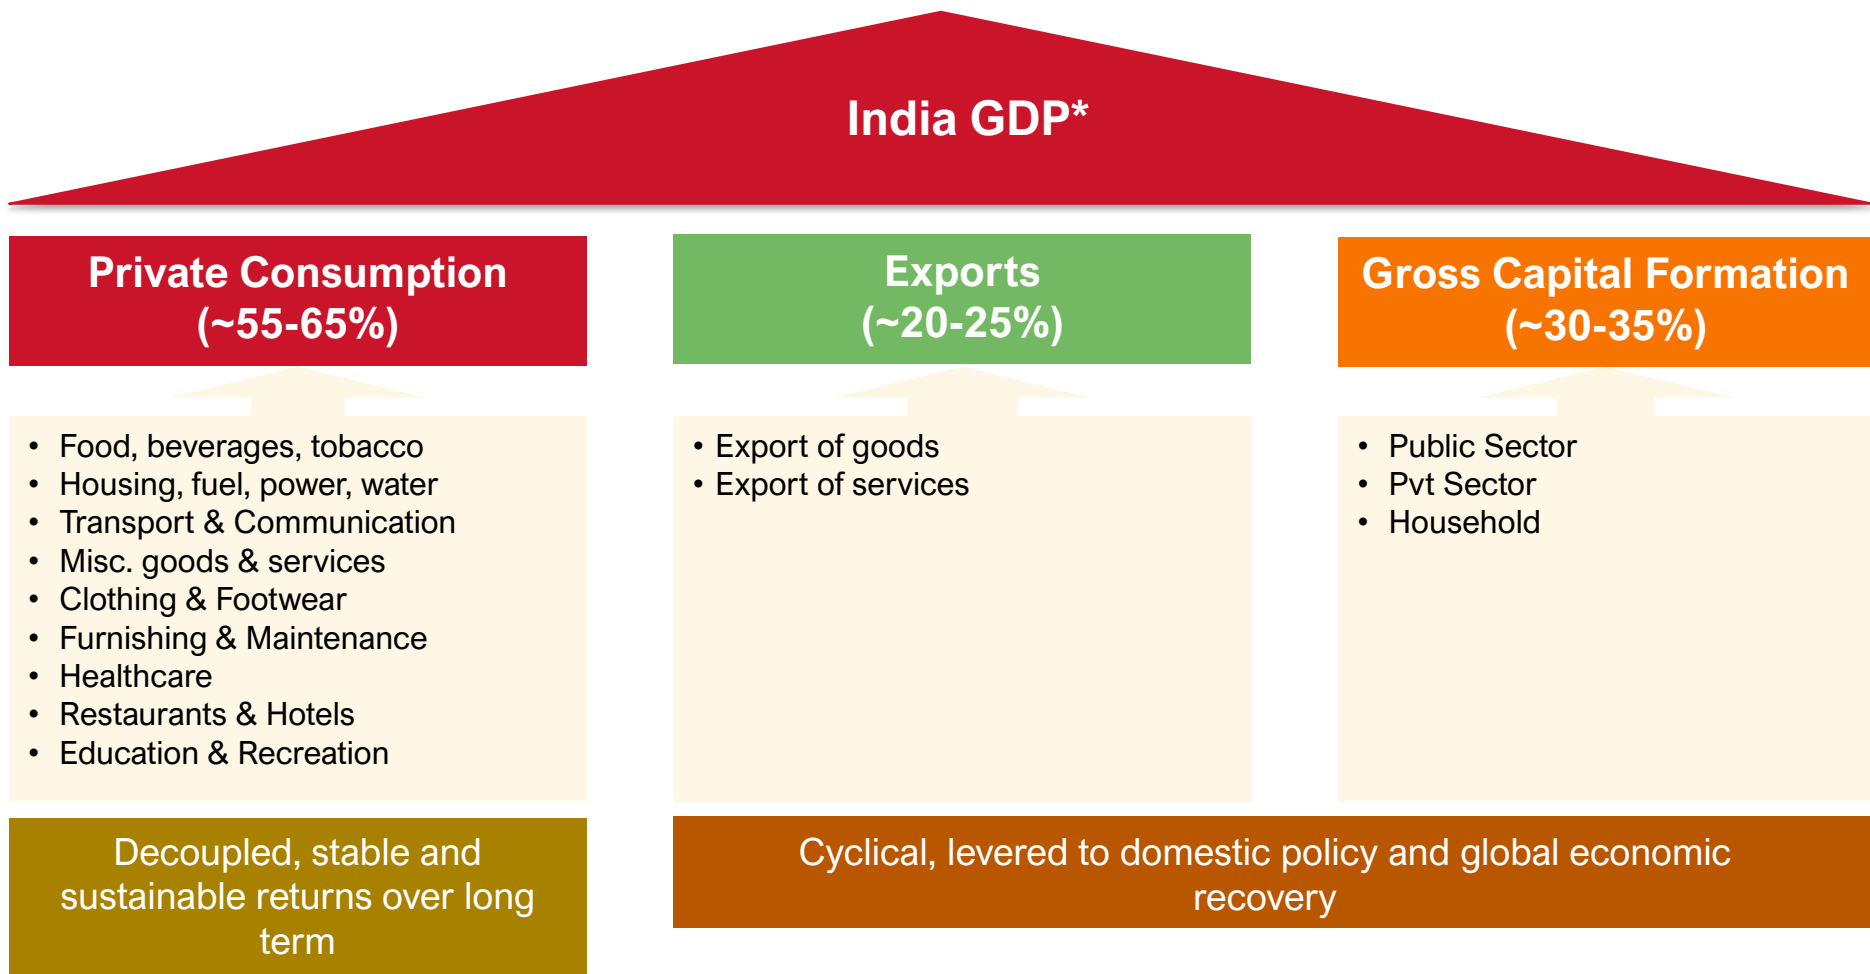 India GDP*
Private Consumption
(~55-65%)
Exports
(~20-25%)
Gross Capital Formation
(~30-35%)
• Food, beverages, tobacco
• Housing, fuel, power, water
• Transport & Communication
• Misc. goods & services
• Clothing & Footwear
• Furnishing & Maintenance
• Healthcare
• Restaurants & Hotels
• Education & Recreation
• Export of goods
• Export of services
• Public Sector
• Pvt Sector
• Household
Decoupled, stable and
sustainable returns over long
term
Cyclical, levered to domestic policy and global economic
recovery